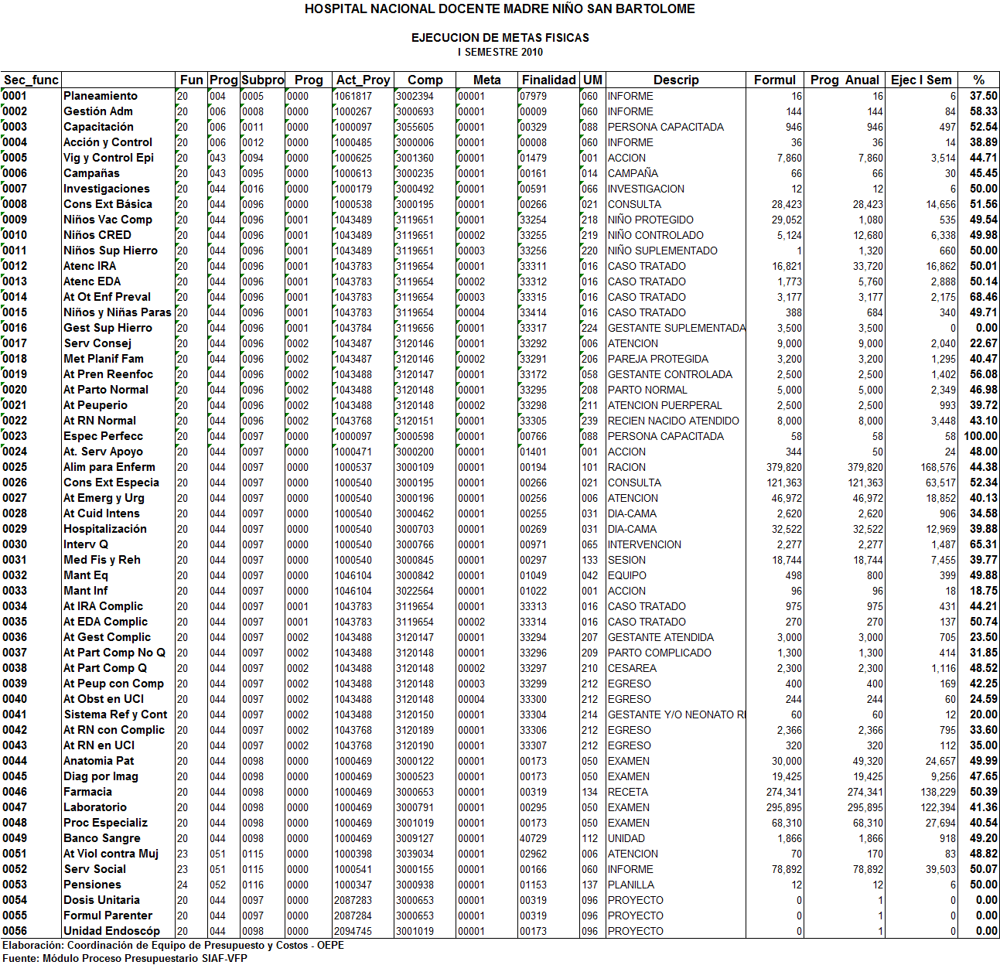 HOSPITAL NACIONAL DOCENTE MADRE NIÑO SAN BARTOLOME
EJECUCION DE METAS FISICAS
I SEMESTRE 2010
Sec_func Fun Prog Subpro Prog Act_Proy Comp Meta Finalidad UM Descrip Formul Prog Anual Ejec I Sem %
0001 Planeamiento 20 004 0005 0000 1061817 3002394 00001 07979 060 INFORME 16 16 6 37.50
0002 Gestión Adm 20 006 0008 0000 1000267 3000693 00001 00009 060 INFORME 144 144 84 58.33
0003 Capacitación 20 006 0011 0000 1000097 3055605 00001 00329 088 PERSONA CAPACITADA 946 946 497 52.54
0004 Acción y Control 20 006 0012 0000 1000485 3000006 00001 00008 060 INFORME 36 36 14 38.89
0005 Vig y Control Epi 20 043 0094 0000 1000625 3001360 00001 01479 001 ACCION 7,860 7,860 3,514 44.71
0006 Campañas 20 043 0095 0000 1000613 3000235 00001 00161 014 CAMPAÑA 66 66 30 45.45
0007 Investigaciones 20 044 0016 0000 1000179 3000492 00001 00591 066 INVESTIGACION 12 12 6 50.00
0008 Cons Ext Básica 20 044 0096 0000 1000538 3000195 00001 00266 021 CONSULTA 28,423 28,423 14,656 51.56
0009 Niños Vac Comp 20 044 0096 0001 1043489 3119651 00001 33254 218 NIÑO PROTEGIDO 29,052 1,080 535 49.54
0010 Niños CRED 20 044 0096 0001 1043489 3119651 00002 33255 219 NIÑO CONTROLADO 5,124 12,680 6,338 49.98
0011 Niños Sup Hierro 20 044 0096 0001 1043489 3119651 00003 33256 220 NIÑO SUPLEMENTADO 1 1,320 660 50.00
0012 Atenc IRA 20 044 0096 0001 1043783 3119654 00001 33311 016 CASO TRATADO 16,821 33,720 16,862 50.01
0013 Atenc EDA 20 044 0096 0001 1043783 3119654 00002 33312 016 CASO TRATADO 1,773 5,760 2,888 50.14
0014 At Ot Enf Preval 20 044 0096 0001 1043783 3119654 00003 33315 016 CASO TRATADO 3,177 3,177 2,175 68.46
0015 Niños y Niñas Paras 20 044 0096 0001 1043783 3119654 00004 33414 016 CASO TRATADO 388 684 340 49.71
0016 Gest Sup Hierro 20 044 0096 0001 1043784 3119656 00001 33317 224 GESTANTE SUPLEMENTADA 3,500 3,500 0 0.00
0017 Serv Consej 20 044 0096 0002 1043487 3120146 00001 33292 006 ATENCION 9,000 9,000 2,040 22.67
0018 Met Planif Fam 20 044 0096 0002 1043487 3120146 00002 33291 206 PAREJA PROTEGIDA 3,200 3,200 1,295 40.47
0019 At Pren Reenfoc 20 044 0096 0002 1043488 3120147 00001 33172 058 GESTANTE CONTROLADA 2,500 2,500 1,402 56.08
0020 At Parto Normal 20 044 0096 0002 1043488 3120148 00001 33295 208 PARTO NORMAL 5,000 5,000 2,349 46.98
0021 At Peuperio 20 044 0096 0002 1043488 3120148 00002 33298 211 ATENCION PUERPERAL 2,500 2,500 993 39.72
0022 At RN Normal 20 044 0096 0002 1043768 3120151 00001 33305 239 RECIEN NACIDO ATENDIDO 8,000 8,000 3,448 43.10
0023 Espec Perfecc 20 044 0097 0000 1000097 3000598 00001 00766 088 PERSONA CAPACITADA 58 58 58 100.00
0024 At. Serv Apoyo 20 044 0097 0000 1000471 3000200 00001 01401 001 ACCION 344 50 24 48.00
0025 Alim para Enferm 20 044 0097 0000 1000537 3000109 00001 00194 101 RACION 379,820 379,820 168,576 44.38
0026 Cons Ext Especia 20 044 0097 0000 1000540 3000195 00001 00266 021 CONSULTA 121,363 121,363 63,517 52.34
0027 At Emerg y Urg 20 044 0097 0000 1000540 3000196 00001 00256 006 ATENCION 46,972 46,972 18,852 40.13
0028 At Cuid Intens 20 044 0097 0000 1000540 3000462 00001 00255 031 DIA-CAMA 2,620 2,620 906 34.58
0029 Hospitalización 20 044 0097 0000 1000540 3000703 00001 00269 031 DIA-CAMA 32,522 32,522 12,969 39.88
0030 Interv Q 20 044 0097 0000 1000540 3000766 00001 00971 065 INTERVENCION 2,277 2,277 1,487 65.31
0031 Med Fis y Reh 20 044 0097 0000 1000540 3000845 00001 00297 133 SESION 18,744 18,744 7,455 39.77
0032 Mant Eq 20 044 0097 0000 1046104 3000842 00001 01049 042 EQUIPO 498 800 399 49.88
0033 Mant Inf 20 044 0097 0000 1046104 3022564 00001 01022 001 ACCION 96 96 18 18.75
0034 At IRA Complic 20 044 0097 0001 1043783 3119654 00001 33313 016 CASO TRATADO 975 975 431 44.21
0035 At EDA Complic 20 044 0097 0001 1043783 3119654 00002 33314 016 CASO TRATADO 270 270 137 50.74
0036 At Gest Complic 20 044 0097 0002 1043488 3120147 00001 33294 207 GESTANTE ATENDIDA 3,000 3,000 705 23.50
0037 At Part Comp No Q 20 044 0097 0002 1043488 3120148 00001 33296 209 PARTO COMPLICADO 1,300 1,300 414 31.85
0038 At Part Comp Q 20 044 0097 0002 1043488 3120148 00002 33297 210 CESAREA 2,300 2,300 1,116 48.52
0039 At Peup con Comp 20 044 0097 0002 1043488 3120148 00003 33299 212 EGRESO 400 400 169 42.25
0040 At Obst en UCI 20 044 0097 0002 1043488 3120148 00004 33300 212 EGRESO 244 244 60 24.59
0041 Sistema Ref y Cont 20 044 0097 0002 1043488 3120150 00001 33304 214 GESTANTE Y/O NEONATO RI 60 60 12 20.00
0042 At RN con Complic 20 044 0097 0002 1043768 3120189 00001 33306 212 EGRESO 2,366 2,366 795 33.60
0043 At RN en UCI 20 044 0097 0002 1043768 3120190 00001 33307 212 EGRESO 320 320 112 35.00
0044 Anatomia Pat 20 044 0098 0000 1000469 3000122 00001 00173 050 EXAMEN 30,000 49,320 24,657 49.99
0045 Diag por Imag 20 044 0098 0000 1000469 3000523 00001 00173 050 EXAMEN 19,425 19,425 9,256 47.65
0046 Farmacia 20 044 0098 0000 1000469 3000653 00001 00319 134 RECETA 274,341 274,341 138,229 50.39
0047 Laboratorio 20 044 0098 0000 1000469 3000791 00001 00295 050 EXAMEN 295,895 295,895 122,394 41.36
0048 Proc Especializ 20 044 0098 0000 1000469 3001019 00001 00173 050 EXAMEN 68,310 68,310 27,694 40.54
0049 Banco Sangre 20 044 0098 0000 1000469 3009127 00001 40729 112 UNIDAD 1,866 1,866 918 49.20
0051 At Viol contra Muj 23 051 0115 0000 1000398 3039034 00001 02962 006 ATENCION 70 170 83 48.82
0052 Serv Social 23 051 0115 0000 1000541 3000155 00001 00166 060 INFORME 78,892 78,892 39,503 50.07
0053 Pensiones 24 052 0116 0000 1000347 3000938 00001 01153 137 PLANILLA 12 12 6 50.00
0054 Dosis Unitaria 20 044 0097 0000 2087283 3000653 00001 00319 096 PROYECTO 0 1 0 0.00
0055 Formul Parenter 20 044 0097 0000 2087284 3000653 00001 00319 096 PROYECTO 0 1 0 0.00
0056 Unidad Endoscóp 20 044 0098 0000 2094745 3001019 00001 00173 096 PROYECTO 0 1 0 0.00
Elaboración: Coordinación de Equipo de Presupuesto y Costos - OEPE
Fuente: Módulo Proceso Presupuestario SIAF-VFP